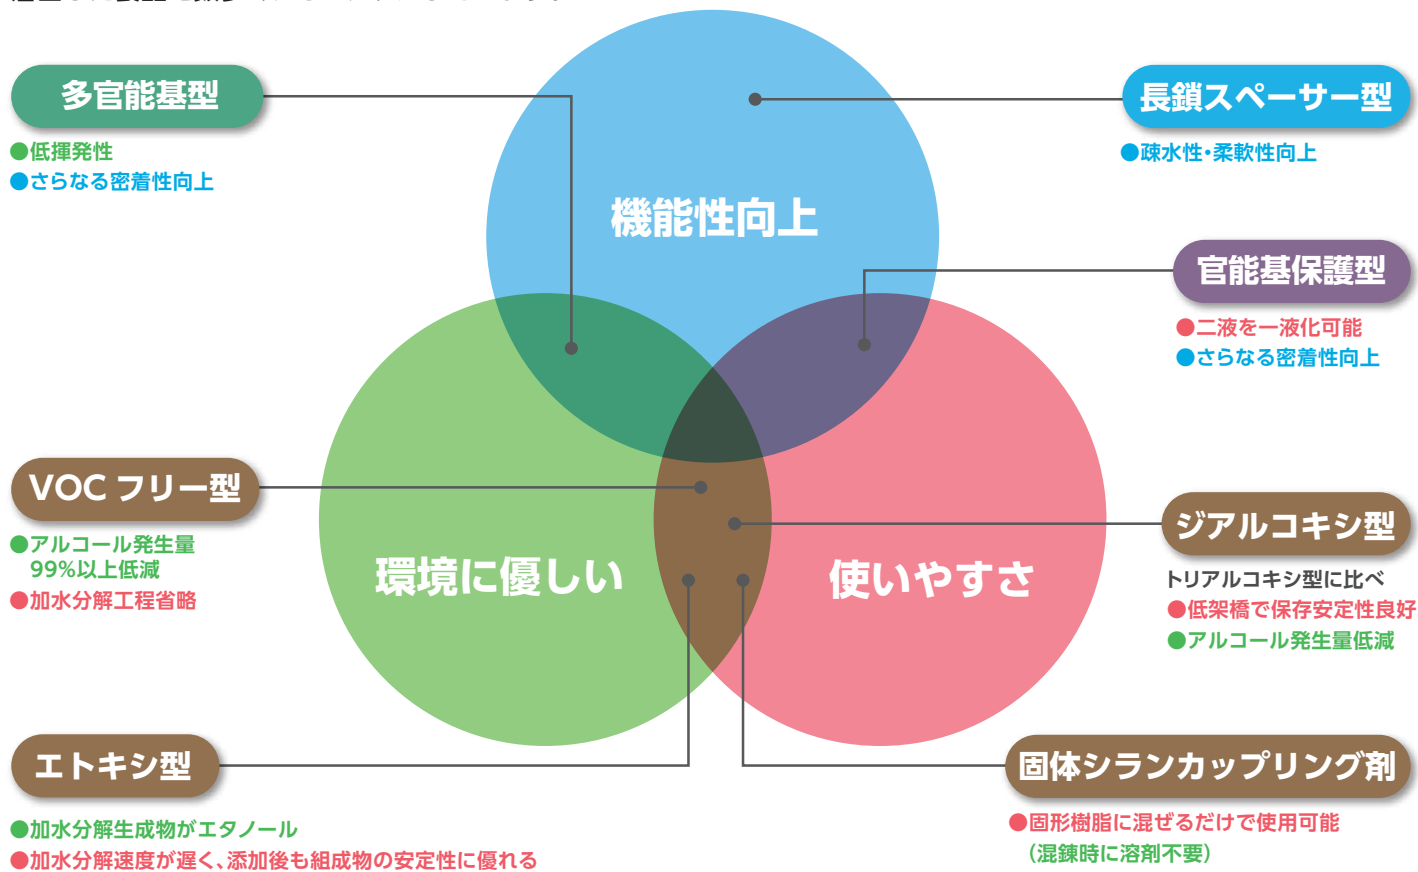 多官能基型
●低揮発性
●さらなる密着性向上
長鎖スペーサー型
●疎水性・柔軟性向上
機能性向上
官能基保護型
●二液を一液化可能
●さらなる密着性向上
VOC フリー型
●アルコール発生量
99%以上低減
●加水分解工程省略
環境に優しい
使いやすさ
ジアルコキシ型
トリアルコキシ型に比べ
●低架橋で保存安定性良好
●アルコール発生量低減
エトキシ型
●加水分解生成物がエタノール
●加水分解速度が遅く、添加後も組成物の安定性に優れる
固体シランカップリング剤
●固形樹脂に混ぜるだけで使用可能
（混錬時に溶剤不要）